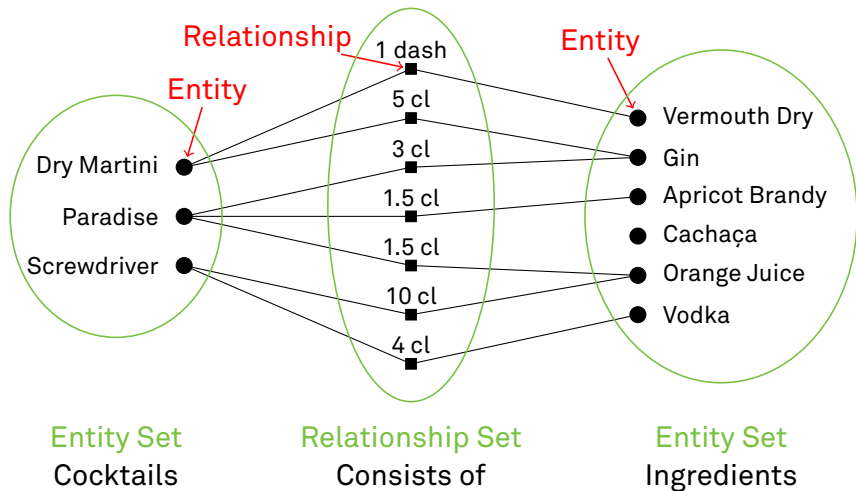 Relationship
1 dash
Entity
Entity
5 cl
Vermouth Dry
Dry Martini
3 cl
Gin
Paradise
1.5 cl
Apricot Brandy
Cachaça
Screwdriver
1.5 cl
Orange Juice
10 cl
Vodka
4 cl
Entity Set
Relationship Set
Entity Set
Cocktails
Consists of
Ingredients